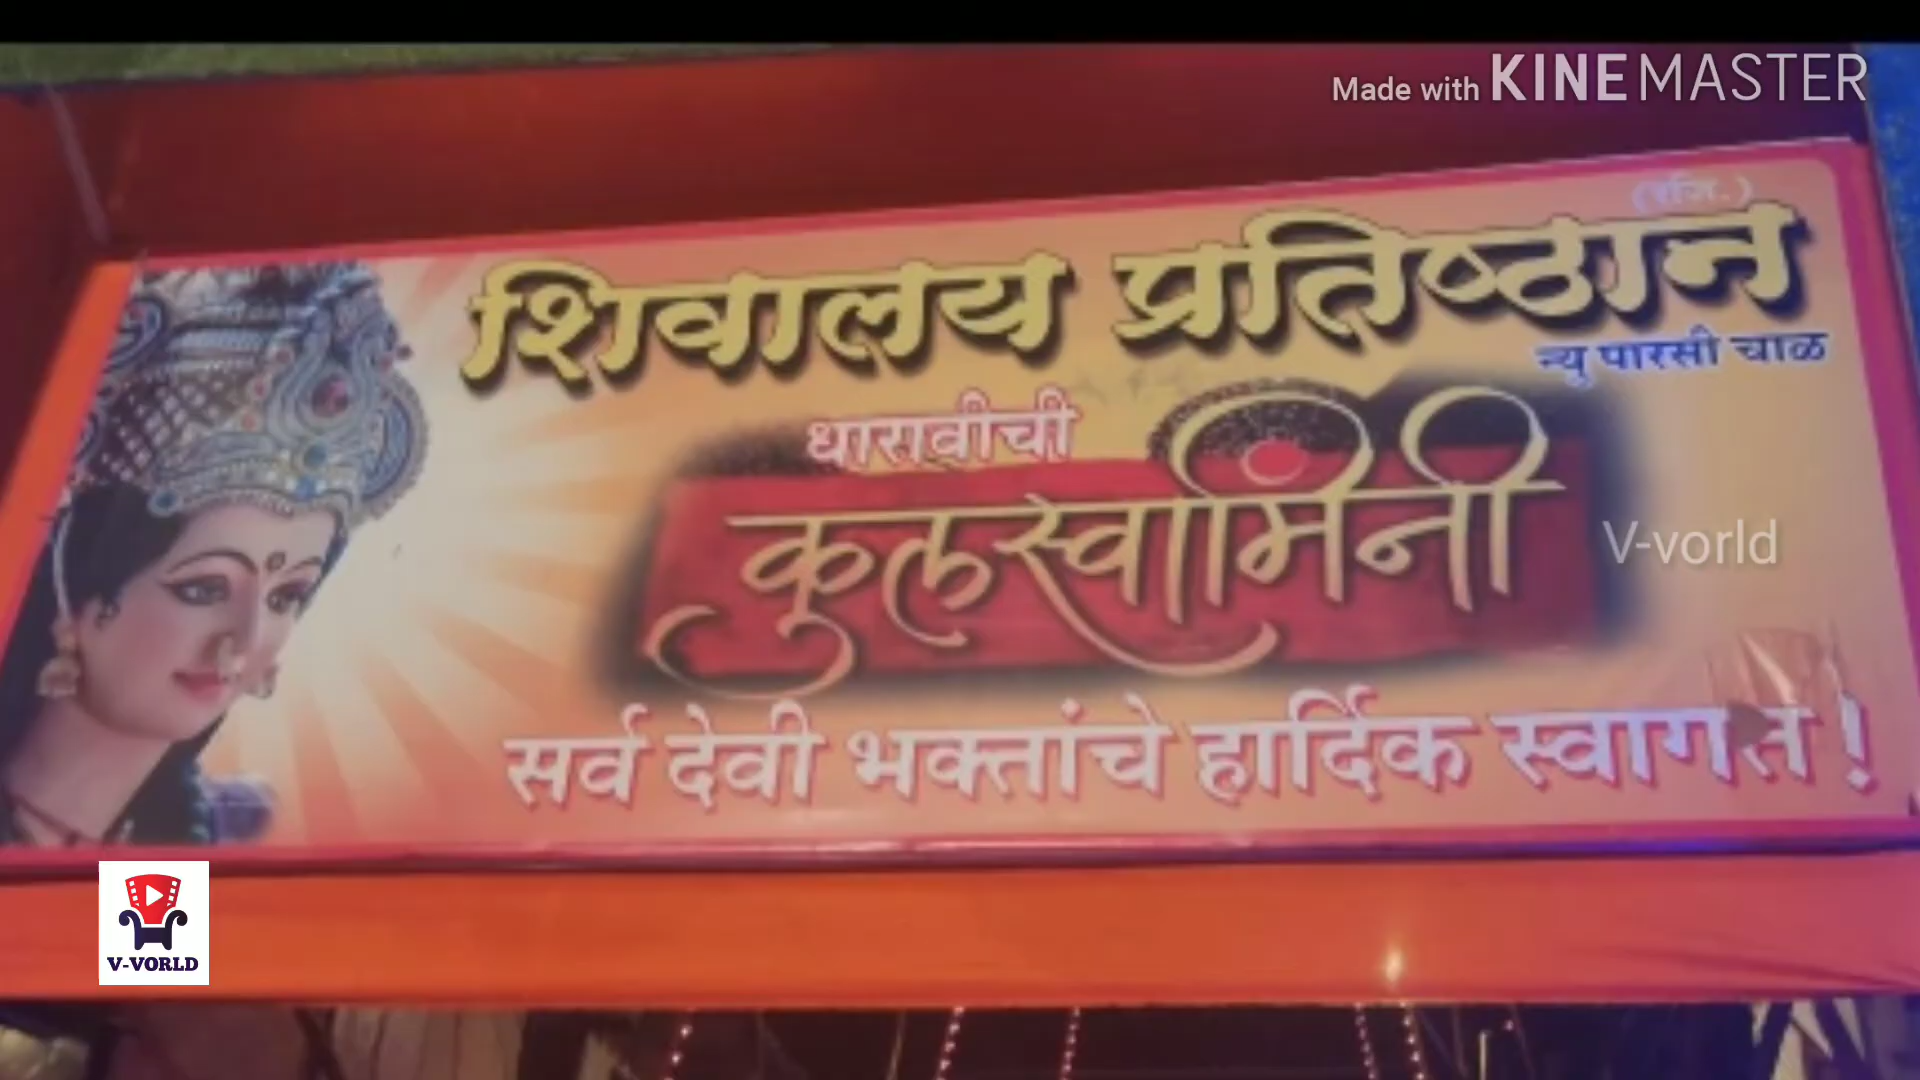 Made with KINEMASTER
(रजि.)
शिवालय प्रतिष्ठान
न्यु पारसी चाळ
धारावीची
कुलस्वामिनी
V-vorld
सर्व देवी भक्तांचे हार्दिक स्वागत !
V-VORLD